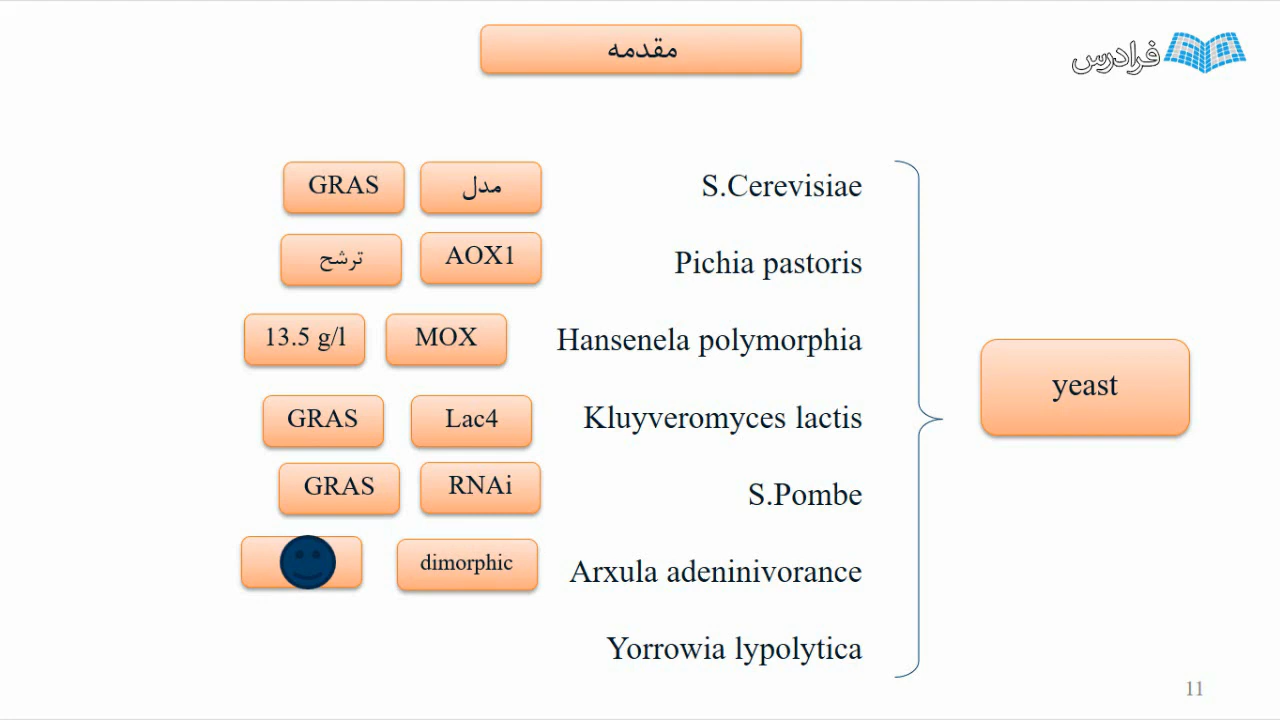 مقدمه
فرادرس
S.Cerevisiae مدل GRAS
Pichia pastoris AOX1 ترشح
Hansenela polymorphia MOX 13.5 g/l
Kluyveromyces lactis Lac4 GRAS
yeast
S.Pombe RNAi GRAS
Arxula adeninivorance dimorphic
Yorrowia lypolytica
11